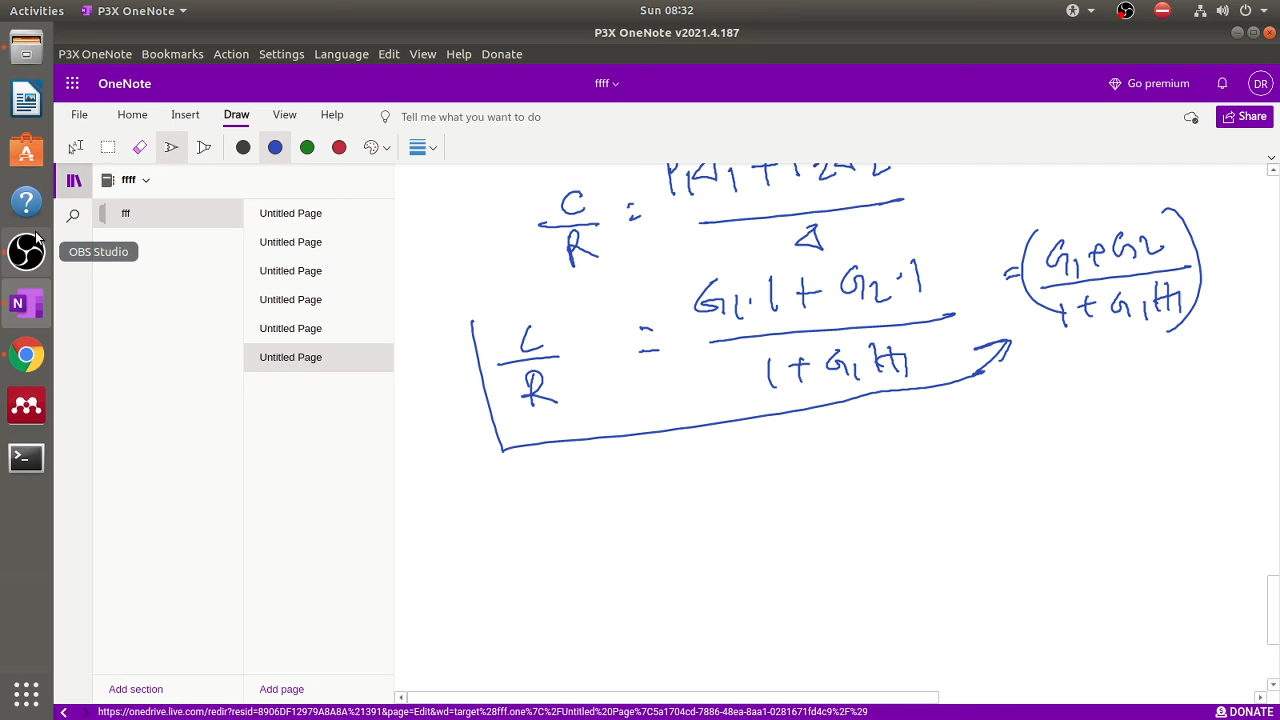 Activities P3X OneNote Sun 08:32
P3X OneNote v2021.4.187
P3X OneNote Bookmarks Action Settings Language Edit View Help Donate
OneNote ffff Go premium DR
File Home Insert Draw View Help Tell me what you want to do Share
ffff
fff
Untitled Page
Untitled Page
Untitled Page
Untitled Page
Untitled Page
Untitled Page
OBS Studio
C/R = P1Δ1 + P2Δ2 / Δ
C/R = G1·1 + G2·1 / 1 + G1H1 = (G1+G2 / 1 + G1H1)
Add section Add page
https://onedrive.live.com/redir?resid=8906DF12979A8A8A%21391&page=Edit&wd=target%28fff.one%7C%2FUntitled%20Page%7C5a1704cd-7886-48ea-8aa1-0281671fd4c9%2F%29 DONATE